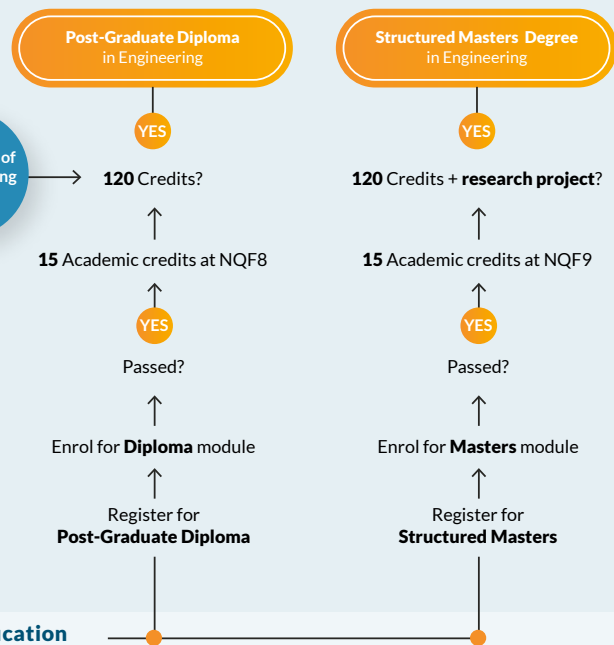 Post-Graduate Diploma
in Engineering
Structured Masters Degree
in Engineering
YES
YES
of
120 Credits?
120 Credits + research project?
15 Academic credits at NQF8
15 Academic credits at NQF9
YES
YES
Passed?
Passed?
Enrol for Diploma module
Enrol for Masters module
Register for
Post-Graduate Diploma
Register for
Structured Masters